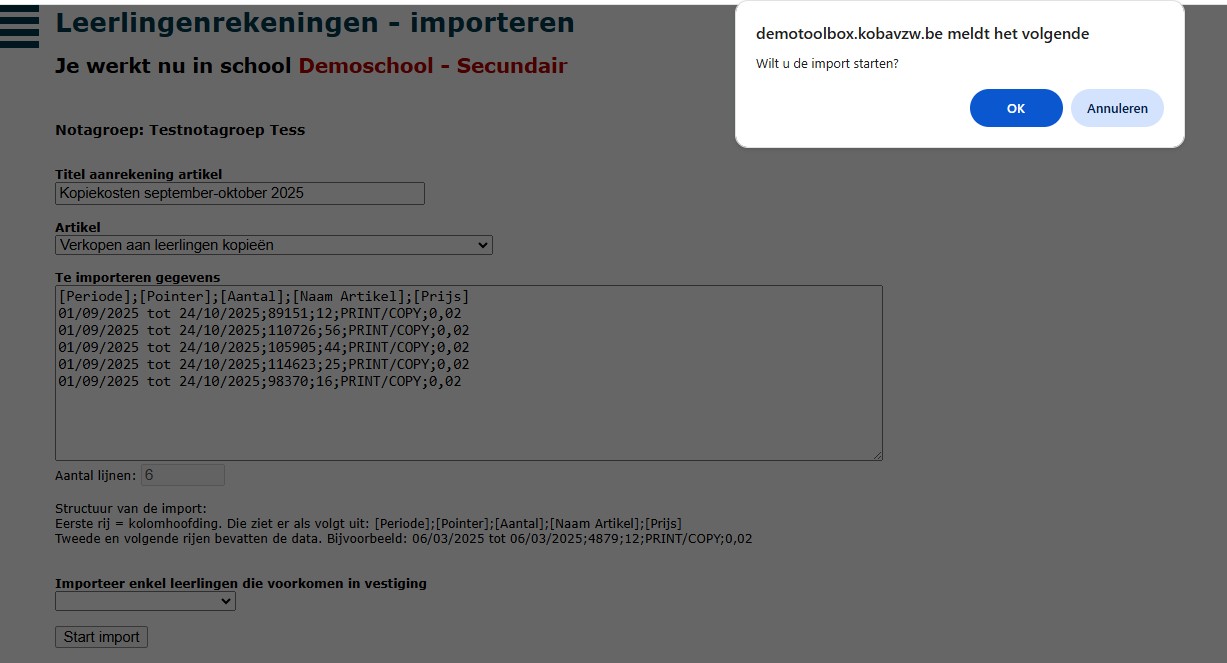 Leerlingenrekeningen - importeren
Je werkt nu in school Demoschool - Secundair
demotoolbox.kobavzw.be meldt het volgende
Wilt u de import starten?
OK
Annuleren
Notagroep: Testnotagroep Tess
Titel aanrekening artikel
Kopiekosten september-oktober 2025
Artikel
Verkopen aan leerlingen kopieën
Te importeren gegevens
[Periode];[Pointer];[Aantal];[Naam Artikel];[Prijs]
01/09/2025 tot 24/10/2025;89151;12;PRINT/COPY;0,02
01/09/2025 tot 24/10/2025;110726;56;PRINT/COPY;0,02
01/09/2025 tot 24/10/2025;105905;44;PRINT/COPY;0,02
01/09/2025 tot 24/10/2025;114623;25;PRINT/COPY;0,02
01/09/2025 tot 24/10/2025;98370;16;PRINT/COPY;0,02
Aantal lijnen: 6
Structuur van de import:
Eerste rij = kolomhoofding. Die ziet er als volgt uit: [Periode];[Pointer];[Aantal];[Naam Artikel];[Prijs]
Tweede en volgende rijen bevatten de data. Bijvoorbeeld: 06/03/2025 tot 06/03/2025;4879;12;PRINT/COPY;0,02
Importeer enkel leerlingen die voorkomen in vestiging
Start import